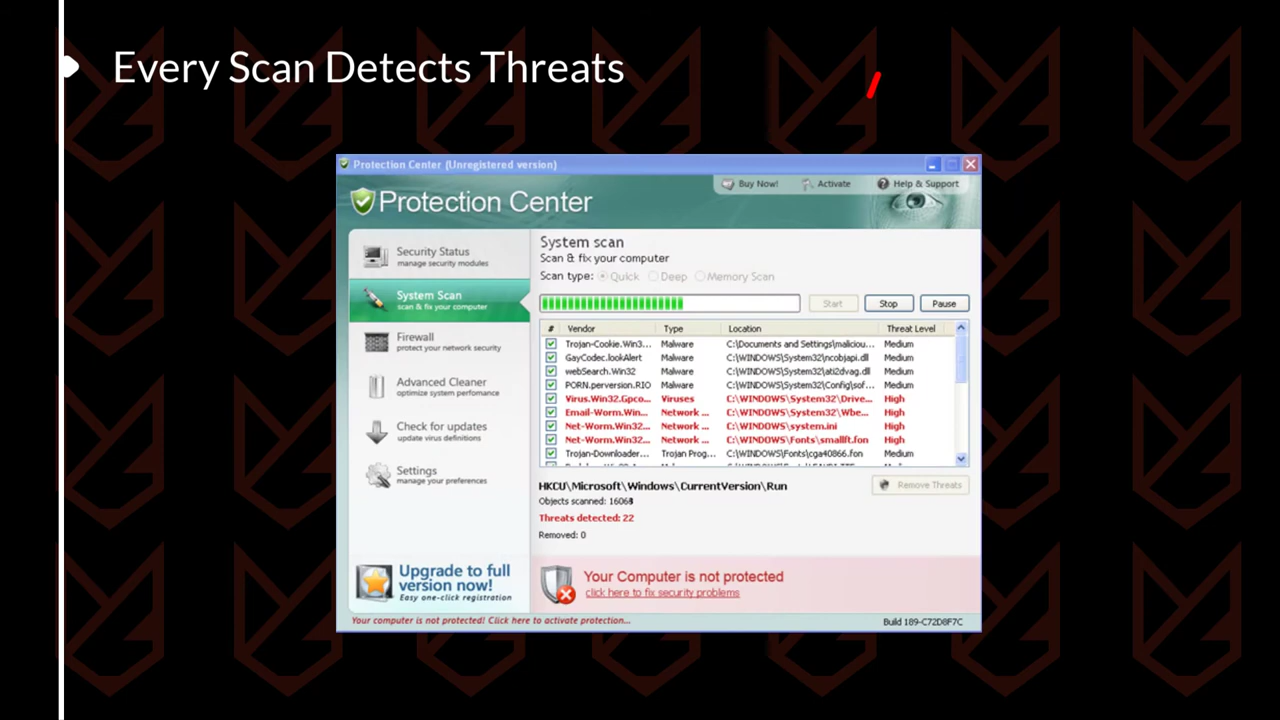 Every Scan Detects Threats
Protection Center (Unregistered version)
Buy Now! Activate Help & Support
Protection Center
Security Status
manage security modules
System Scan
scan & fix your computer
Firewall
protect your network security
Advanced Cleaner
optimize system perfomance
Check for updates
update virus definitions
Settings
manage your preferences
Upgrade to full
version now!
Easy one-click registration
System scan
Scan & fix your computer
Scan type: Quick Deep Memory Scan
Start Stop Pause
# Vendor Type Location Threat Level
Trojan-Cookie.Win3... Malware C:\Documents and Settings\maliciou... Medium
GayCodec.lookAlert Malware C:\WINDOWS\System32\ncobjapi.dll Medium
webSearch.Win32 Malware C:\WINDOWS\System32\ati2dvag.dll Medium
PORN.perversion.RIO Malware C:\WINDOWS\System32\Config\sof... Medium
Virus.Win32.Gpco... Viruses C:\WINDOWS\System32\Drive... High
Email-Worm.Win... Network ... C:\WINDOWS\System32\Wbe... High
Net-Worm.Win32... Network ... C:\WINDOWS\system.ini High
Net-Worm.Win32... Network ... C:\WINDOWS\Fonts\smallft.fon High
Trojan-Downloader... Trojan Prog... C:\WINDOWS\Fonts\cga40866.fon Medium
HKCU\Microsoft\Windows\CurrentVersion\Run
Remove Threats
Objects scanned:
Threats detected: 22
Removed: 0
Your Computer is not protected
click here to fix security problems
Your computer is not protected! Click here to activate protection...
Build 189-C72D8F7C